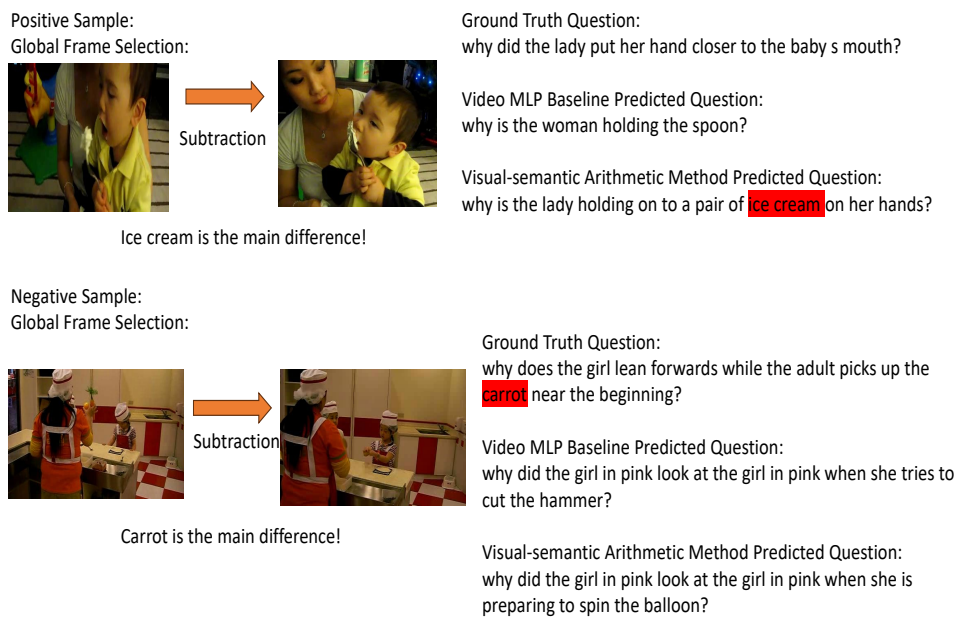 Positive Sample:
Global Frame Selection:
Subtraction
Ice cream is the main difference!
Ground Truth Question:
why did the lady put her hand closer to the baby s mouth?
Video MLP Baseline Predicted Question:
why is the woman holding the spoon?
Visual-semantic Arithmetic Method Predicted Question:
why is the lady holding on to a pair of ice cream on her hands?
Negative Sample:
Global Frame Selection:
Subtraction
Carrot is the main difference!
Ground Truth Question:
why does the girl lean forwards while the adult picks up the
carrot near the beginning?
Video MLP Baseline Predicted Question:
why did the girl in pink look at the girl in pink when she tries to
cut the hammer?
Visual-semantic Arithmetic Method Predicted Question:
why did the girl in pink look at the girl in pink when she is
preparing to spin the balloon?